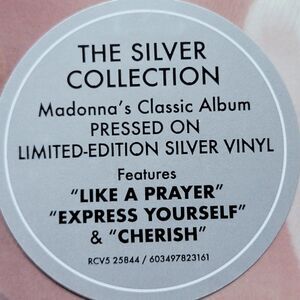 THE SILVER
COLLECTION
Madonna's Classic Album
PRESSED ON
LIMITED-EDITION SILVER VINYL
Features
"LIKE A PRAYER"
"EXPRESS YOURSELF"
& "CHERISH"
RCV5 25844 / 603497823161